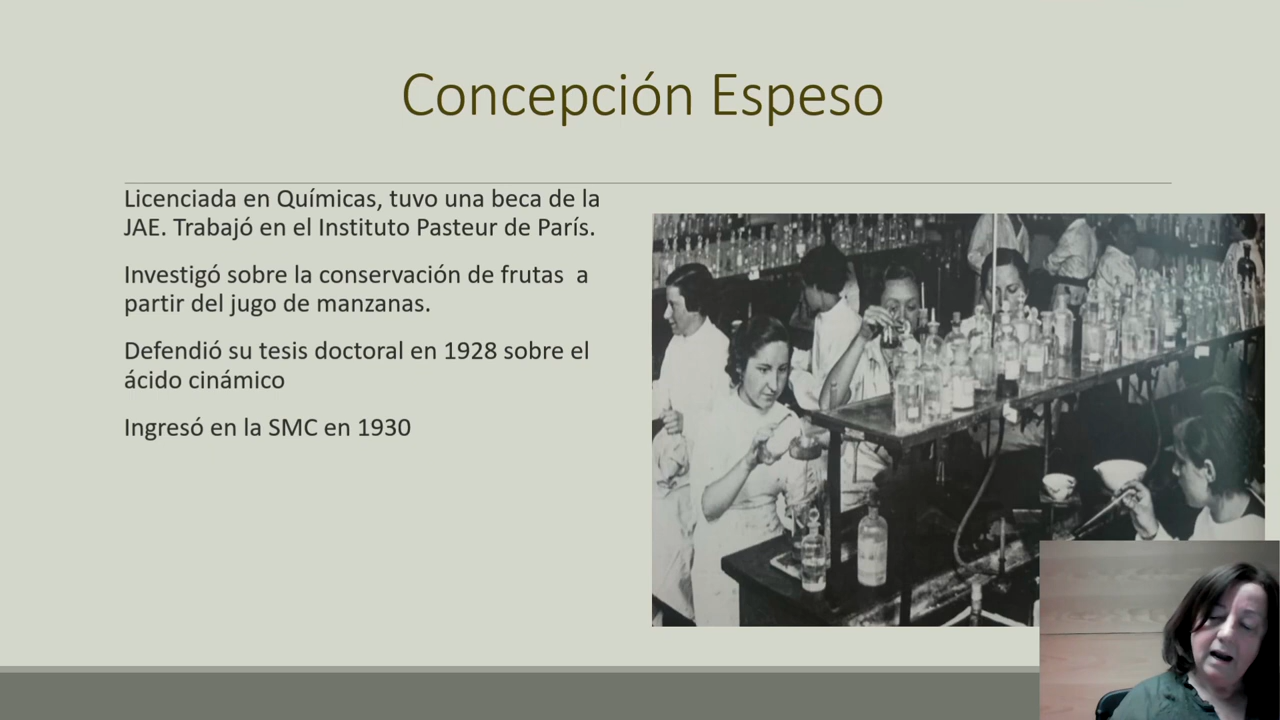 Concepción Espeso
Licenciada en Químicas, tuvo una beca de la
JAE. Trabajó en el Instituto Pasteur de París.
Investigó sobre la conservación de frutas  a
partir del jugo de manzanas.
Defendió su tesis doctoral en 1928 sobre el
ácido cinámico
Ingresó en la SMC en 1930